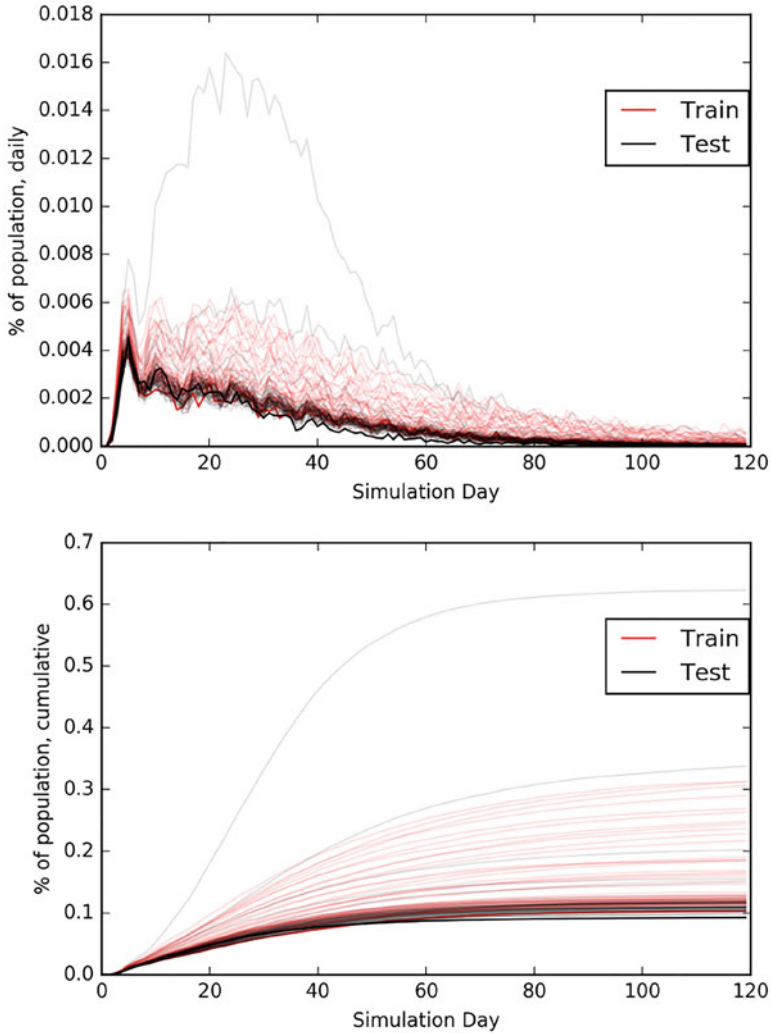 0.018
0.016
0.014
0.012
0.010
0.008
0.006
0.004
0.002
0.000
% of population, daily
Train
Test
0 20 40 60 80 100 120
Simulation Day
0.7
0.6
0.5
0.4
0.3
0.2
0.1
0.0
% of population, cumulative
Train
Test
0 20 40 60 80 100 120
Simulation Day